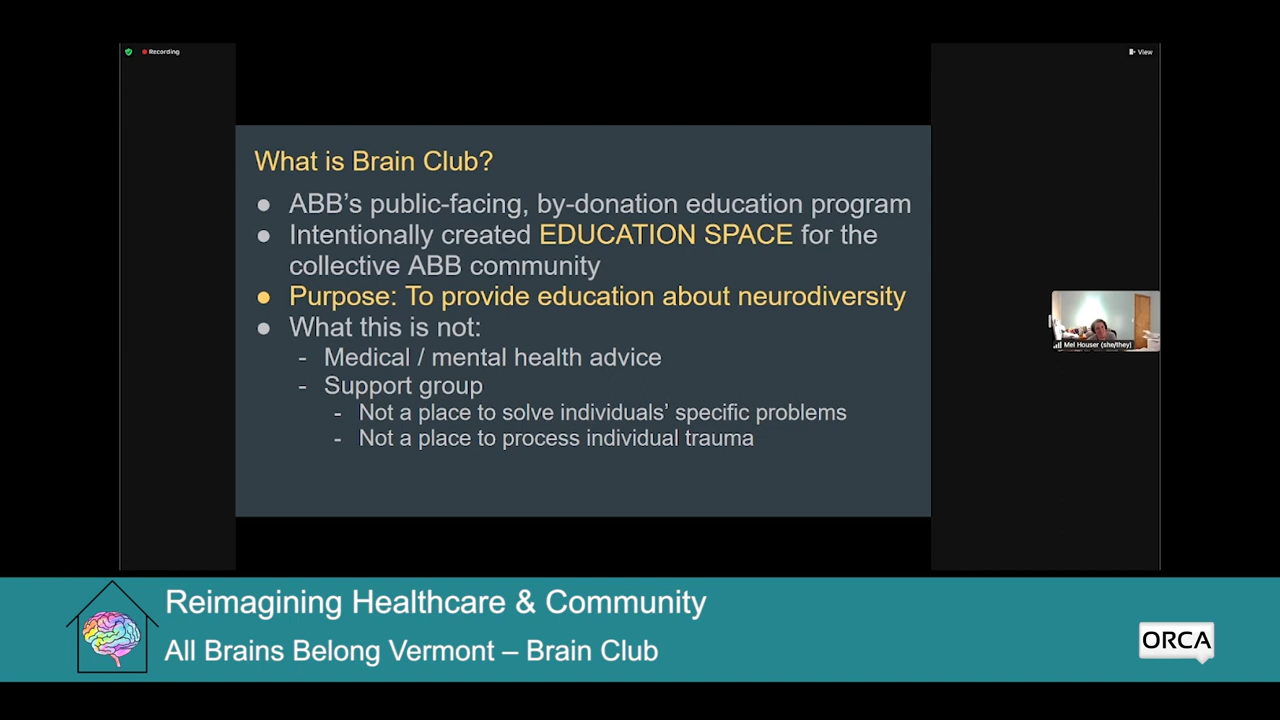 Recording
View
What is Brain Club?
● ABB’s public-facing, by-donation education program
● Intentionally created EDUCATION SPACE for the
collective ABB community
● Purpose: To provide education about neurodiversity
● What this is not:
- Medical / mental health advice
- Support group
- Not a place to solve individuals’ specific problems
- Not a place to process individual trauma
Mel Houser (she/they)
Reimagining Healthcare & Community
All Brains Belong Vermont – Brain Club
ORCA